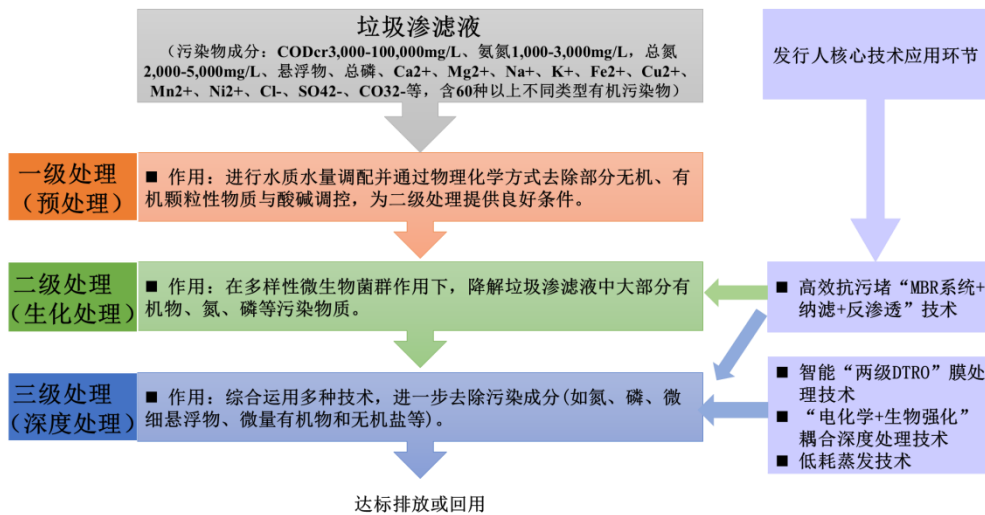 垃圾渗滤液
（污染物成分：CODcr3,000-100,000mg/L、氨氮1,000-3,000mg/L，总氮
2,000-5,000mg/L、悬浮物、总磷、Ca2+、Mg2+、Na+、K+、Fe2+、Cu2+、
Mn2+、Ni2+、Cl-、SO42-、CO32-等，含60种以上不同类型有机污染物）
发行人核心技术应用环节
一级处理
（预处理）
■ 作用：进行水质水量调配并通过物理化学方式去除部分无机、有
机颗粒性物质与酸碱调控，为二级处理提供良好条件。
二级处理
（生化处理）
■ 作用：在多样性微生物菌群作用下，降解垃圾渗滤液中大部分有
机物、氮、磷等污染物质。
■ 高效抗污堵“MBR系统+
纳滤+反渗透”技术
三级处理
（深度处理）
■ 作用：综合运用多种技术，进一步去除污染成分(如氮、磷、微
细悬浮物、微量有机物和无机盐等)。
■ 智能“两级DTRO”膜处
理技术
■ “电化学+生物强化”
耦合深度处理技术
■ 低耗蒸发技术
达标排放或回用